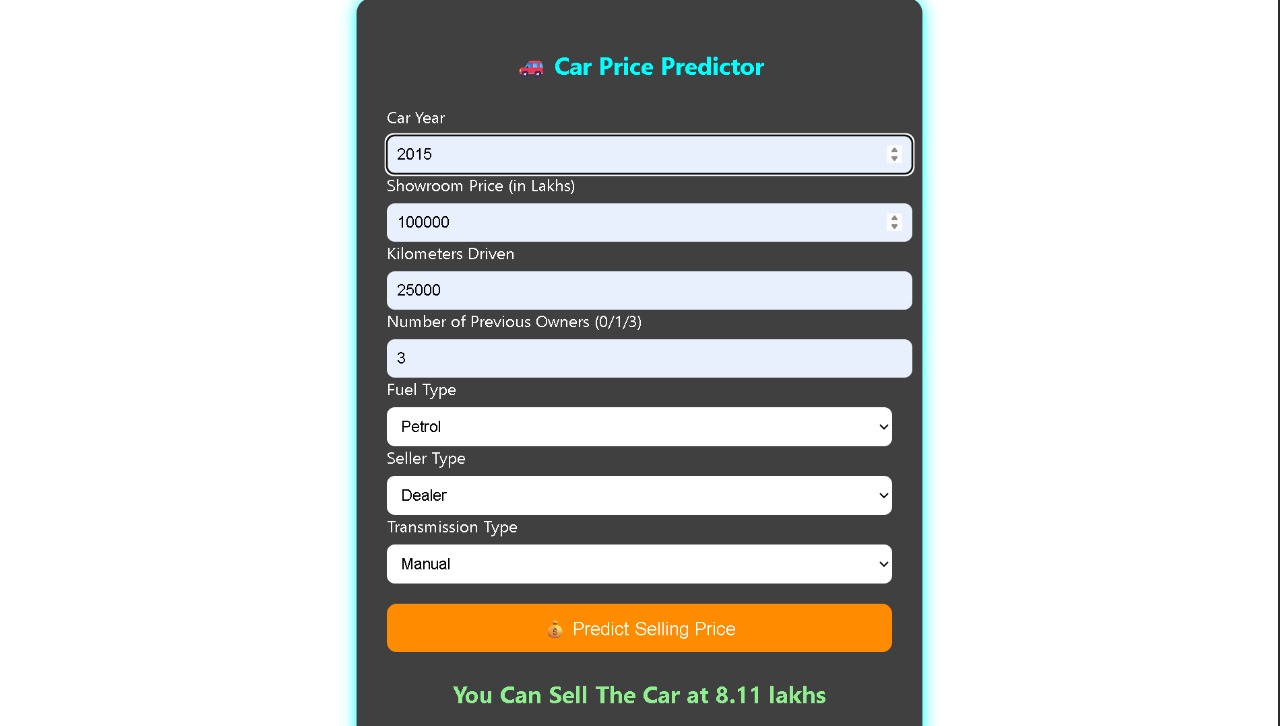 Car Price Predictor
Car Year
2015
Showroom Price (in Lakhs)
100000
Kilometers Driven
25000
Number of Previous Owners (0/1/3)
3
Fuel Type
Petrol
Seller Type
Dealer
Transmission Type
Manual
Predict Selling Price
You Can Sell The Car at 8.11 lakhs